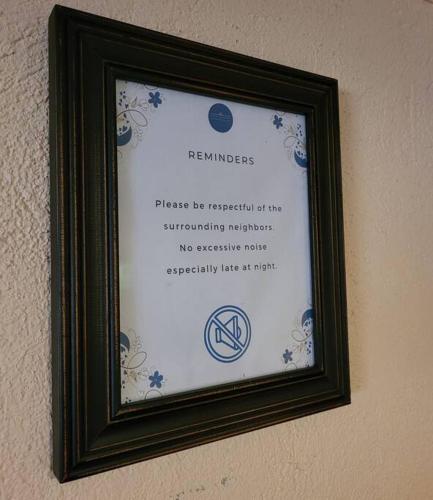 REMINDERS
Please be respectful of the
surrounding neighbors.
No excessive noise
especially late at night.